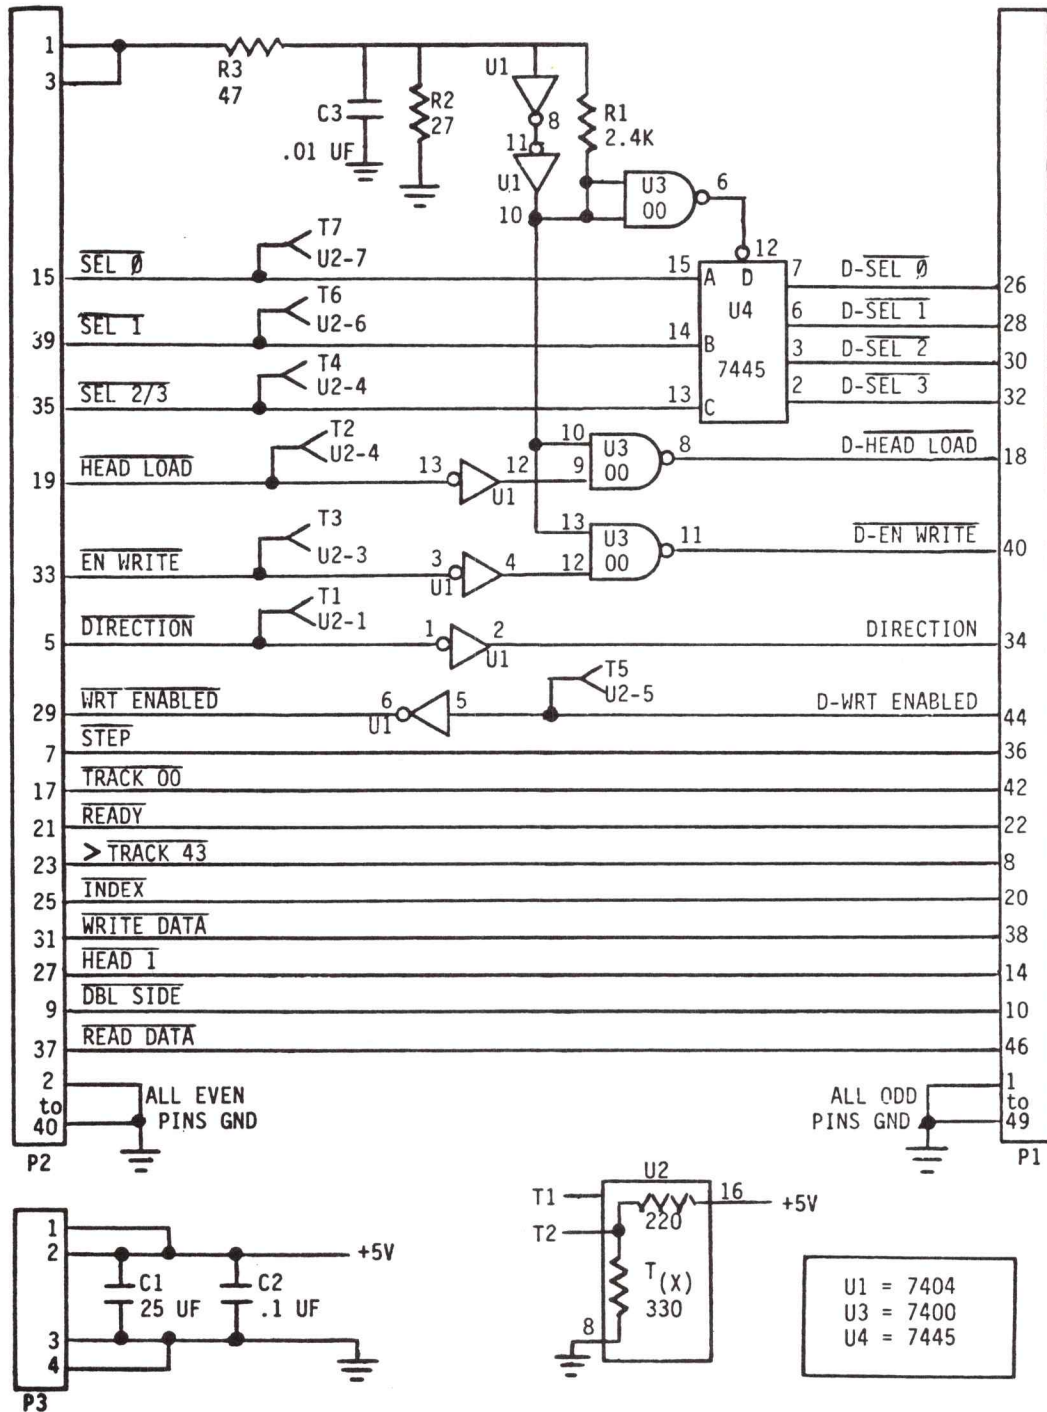 1
3
R3
47
C3
.01 UF
R2
27
U1
8
11
U1
10
R1
2.4K
U3
00
6
12
T7
U2-7
SEL Ø
15
15
A D
U4
7
D-SEL Ø
26
T6
U2-6
SEL 1
39
14
B
6
D-SEL 1
28
7445
3
D-SEL 2
30
T4
U2-4
SEL 2/3
35
13
C
2
D-SEL 3
32
T2
U2-4
HEAD LOAD
19
13
12
U1
10
9
U3
00
8
D-HEAD LOAD
18
T3
U2-3
EN WRITE
33
3
U1
4
13
12
U3
00
11
D-EN WRITE
40
T1
U2-1
DIRECTION
5
1
2
U1
DIRECTION
34
WRT ENABLED
29
6
U1
5
T5
U2-5
D-WRT ENABLED
44
STEP
7
36
TRACK 00
17
42
READY
21
22
>TRACK 43
23
8
INDEX
25
20
WRITE DATA
31
38
HEAD 1
27
14
DBL SIDE
9
10
READ DATA
37
46
2
to
40
ALL EVEN
PINS GND
ALL ODD
PINS GND
1
to
49
P2
P1
1
2
3
4
P3
C1
25 UF
C2
.1 UF
+5V
U2
T1
T2
220
16
+5V
T(X)
330
8
U1 = 7404
U3 = 7400
U4 = 7445